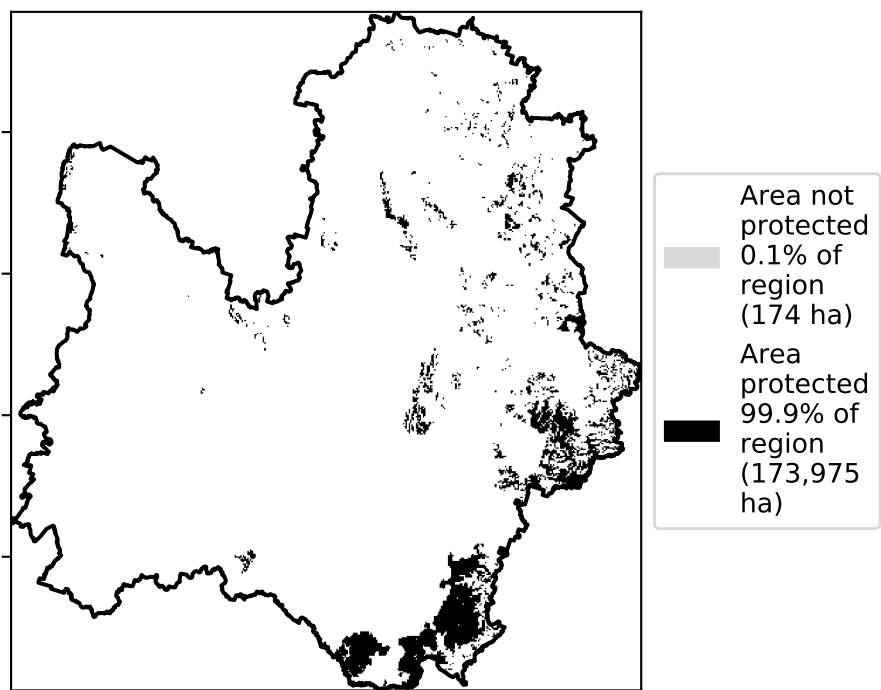 Area not
protected
0.1% of
region
(174 ha)
Area
protected
99.9% of
region
(173,975
ha)